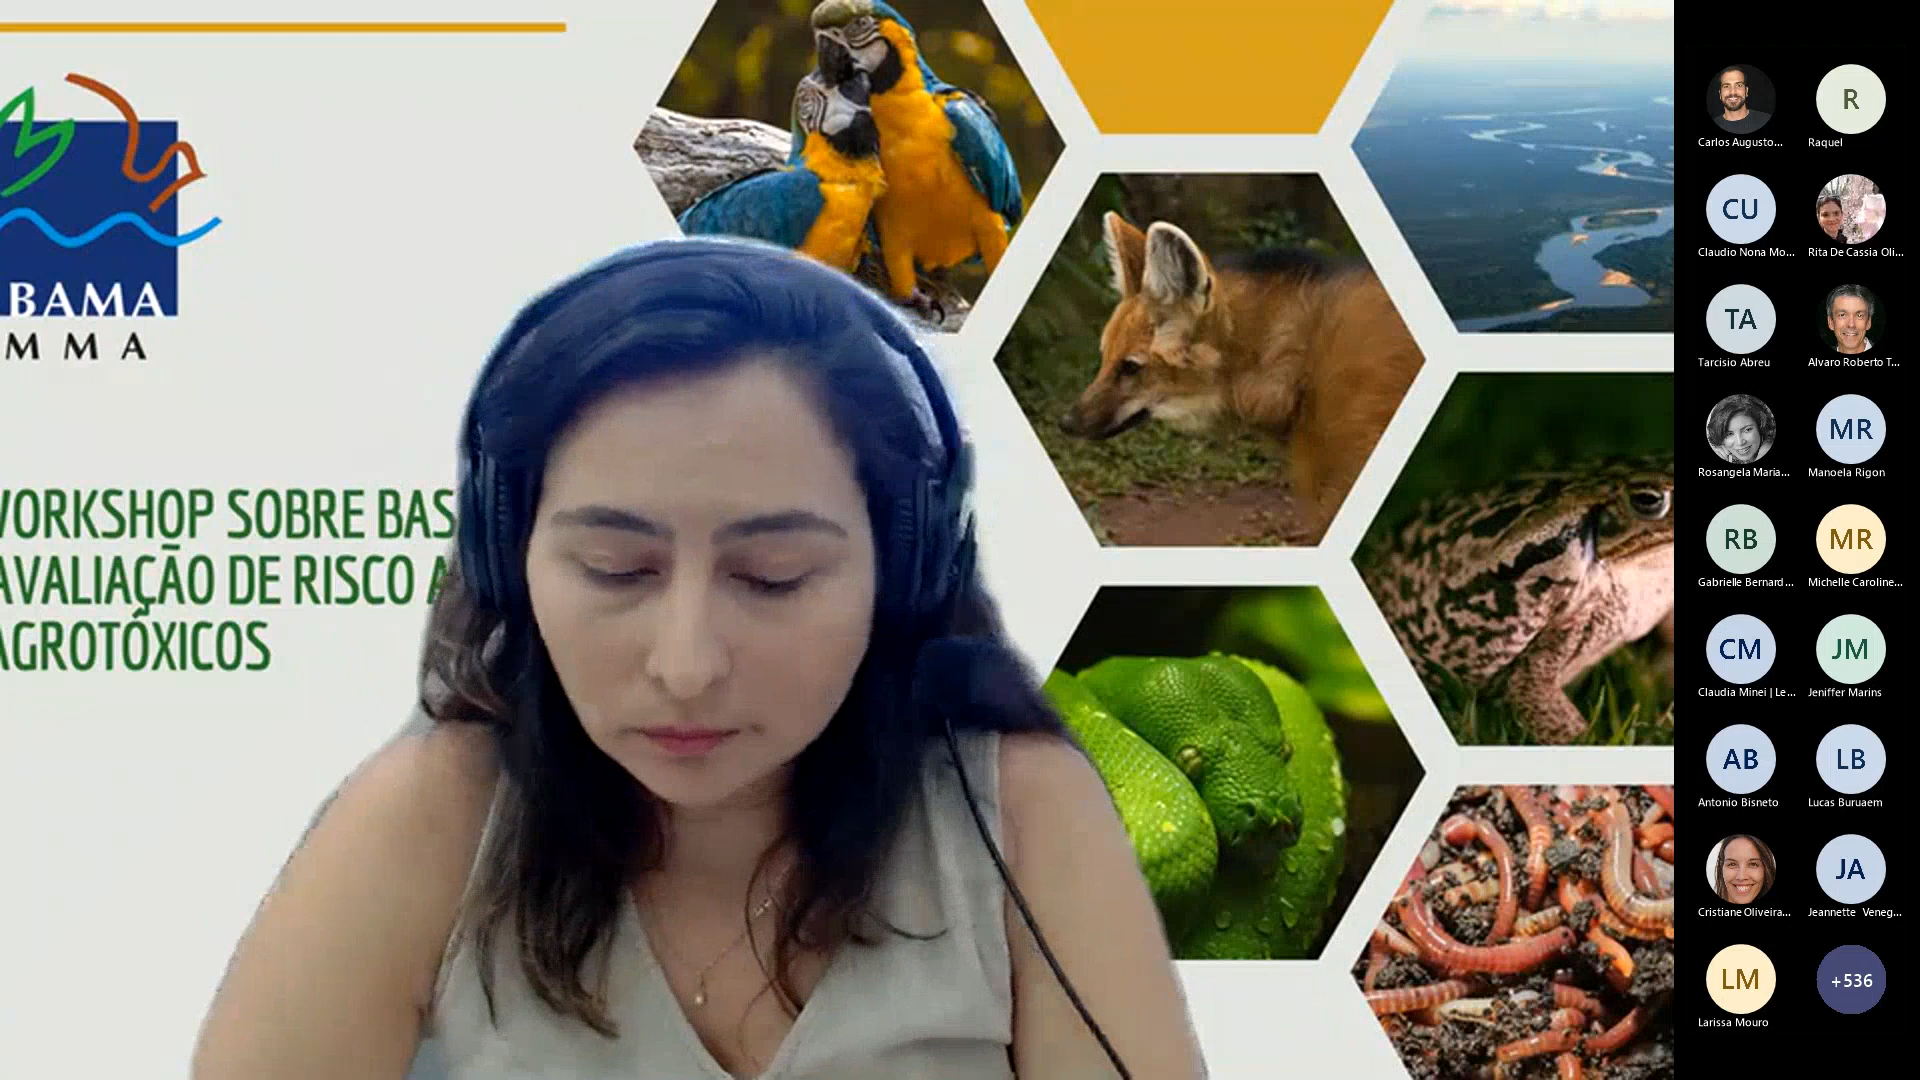 BAMA
MMA
WORKSHOP SOBRE BAS
AVALIAÇÃO DE RISCO A
AGROTÓXICOS
Carlos Augusto...
R
Raquel
CU
Claudio Nona Mo...
Rita De Cassia Oli...
TA
Tarcisio Abreu
Alvaro Roberto T...
Rosangela Maria...
MR
Manoela Rigon
RB
Gabrielle Bernard...
MR
Michelle Caroline...
CM
Claudia Minei | Le...
JM
Jeniffer Marins
AB
Antonio Bisneto
LB
Lucas Buruaem
Cristiane Oliveira...
JA
Jeannette Veneg...
LM
Larissa Mouro
+536